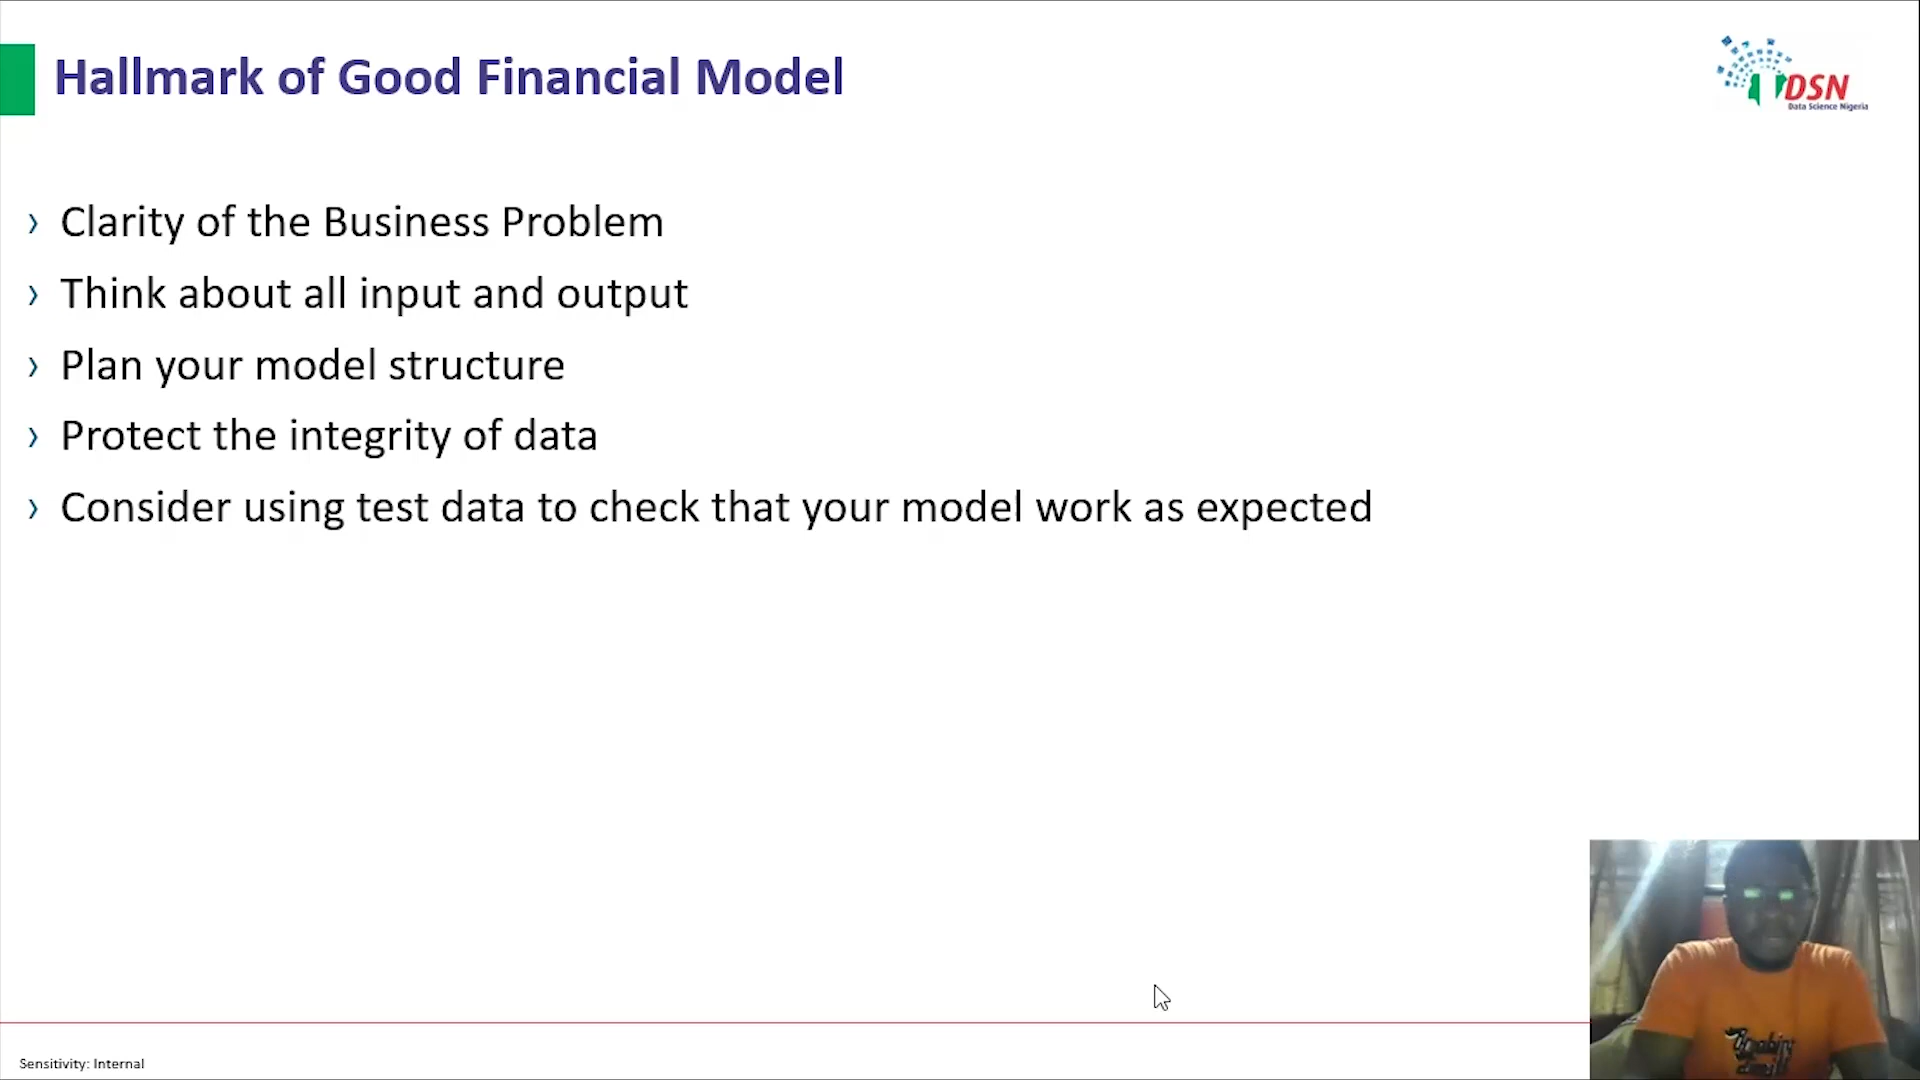 Hallmark of Good Financial Model
DSN
Data Science Nigeria
› Clarity of the Business Problem
› Think about all input and output
› Plan your model structure
› Protect the integrity of data
› Consider using test data to check that your model work as expected
Sensitivity: Internal